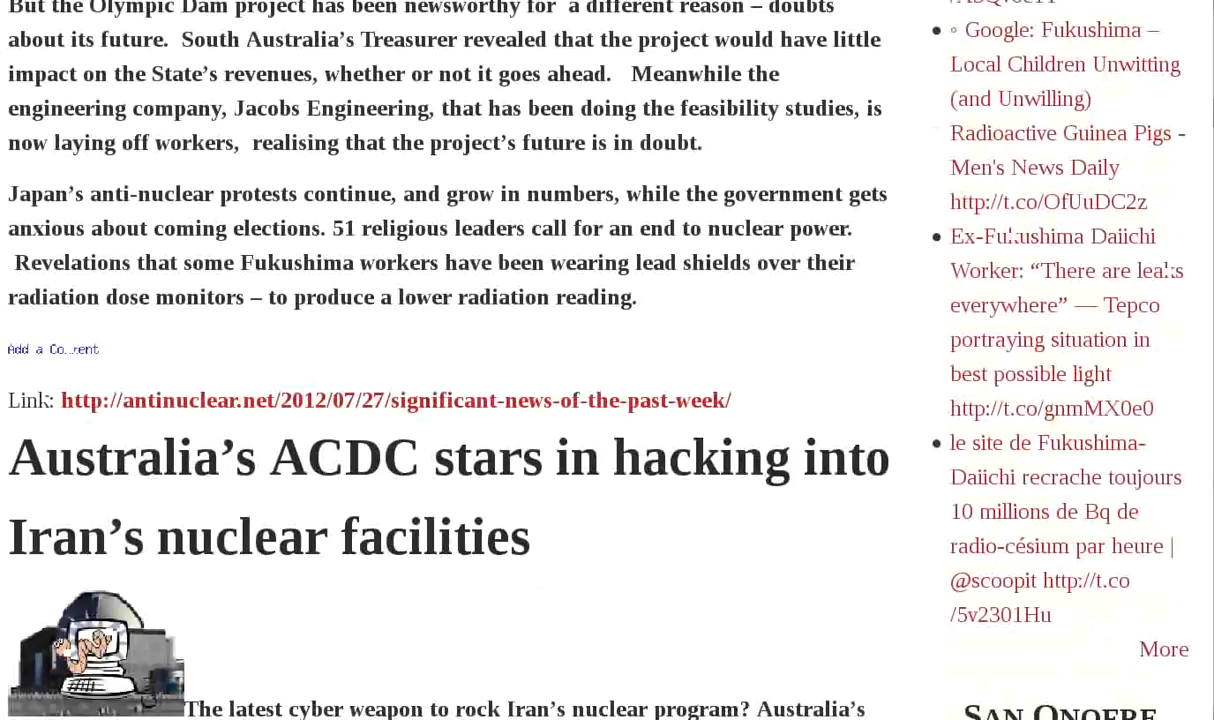 But the Olympic Dam project has been newsworthy for  a different reason – doubts
about its future.  South Australia’s Treasurer revealed that the project would have little
impact on the State’s revenues, whether or not it goes ahead.   Meanwhile the
engineering company, Jacobs Engineering, that has been doing the feasibility studies, is
now laying off workers,  realising that the project’s future is in doubt.
Japan’s anti-nuclear protests continue, and grow in numbers, while the government gets
anxious about coming elections. 51 religious leaders call for an end to nuclear power.
Revelations that some Fukushima workers have been wearing lead shields over their
radiation dose monitors – to produce a lower radiation reading.
Add a Comment
Link: http://antinuclear.net/2012/07/27/significant-news-of-the-past-week/
Australia’s ACDC stars in hacking into
Iran’s nuclear facilities
The latest cyber weapon to rock Iran’s nuclear program? Australia’s
• ◦ Google: Fukushima –
Local Children Unwitting
(and Unwilling)
Radioactive Guinea Pigs -
Men's News Daily
http://t.co/OfUuDC2z
• Ex-Fukushima Daiichi
Worker: “There are leaks
everywhere” — Tepco
portraying situation in
best possible light
http://t.co/gnmMX0e0
• le site de Fukushima-
Daiichi recrache toujours
10 millions de Bq de
radio-césium par heure |
@scoopit http://t.co
/5v2301Hu
More
SAN ONOFRE